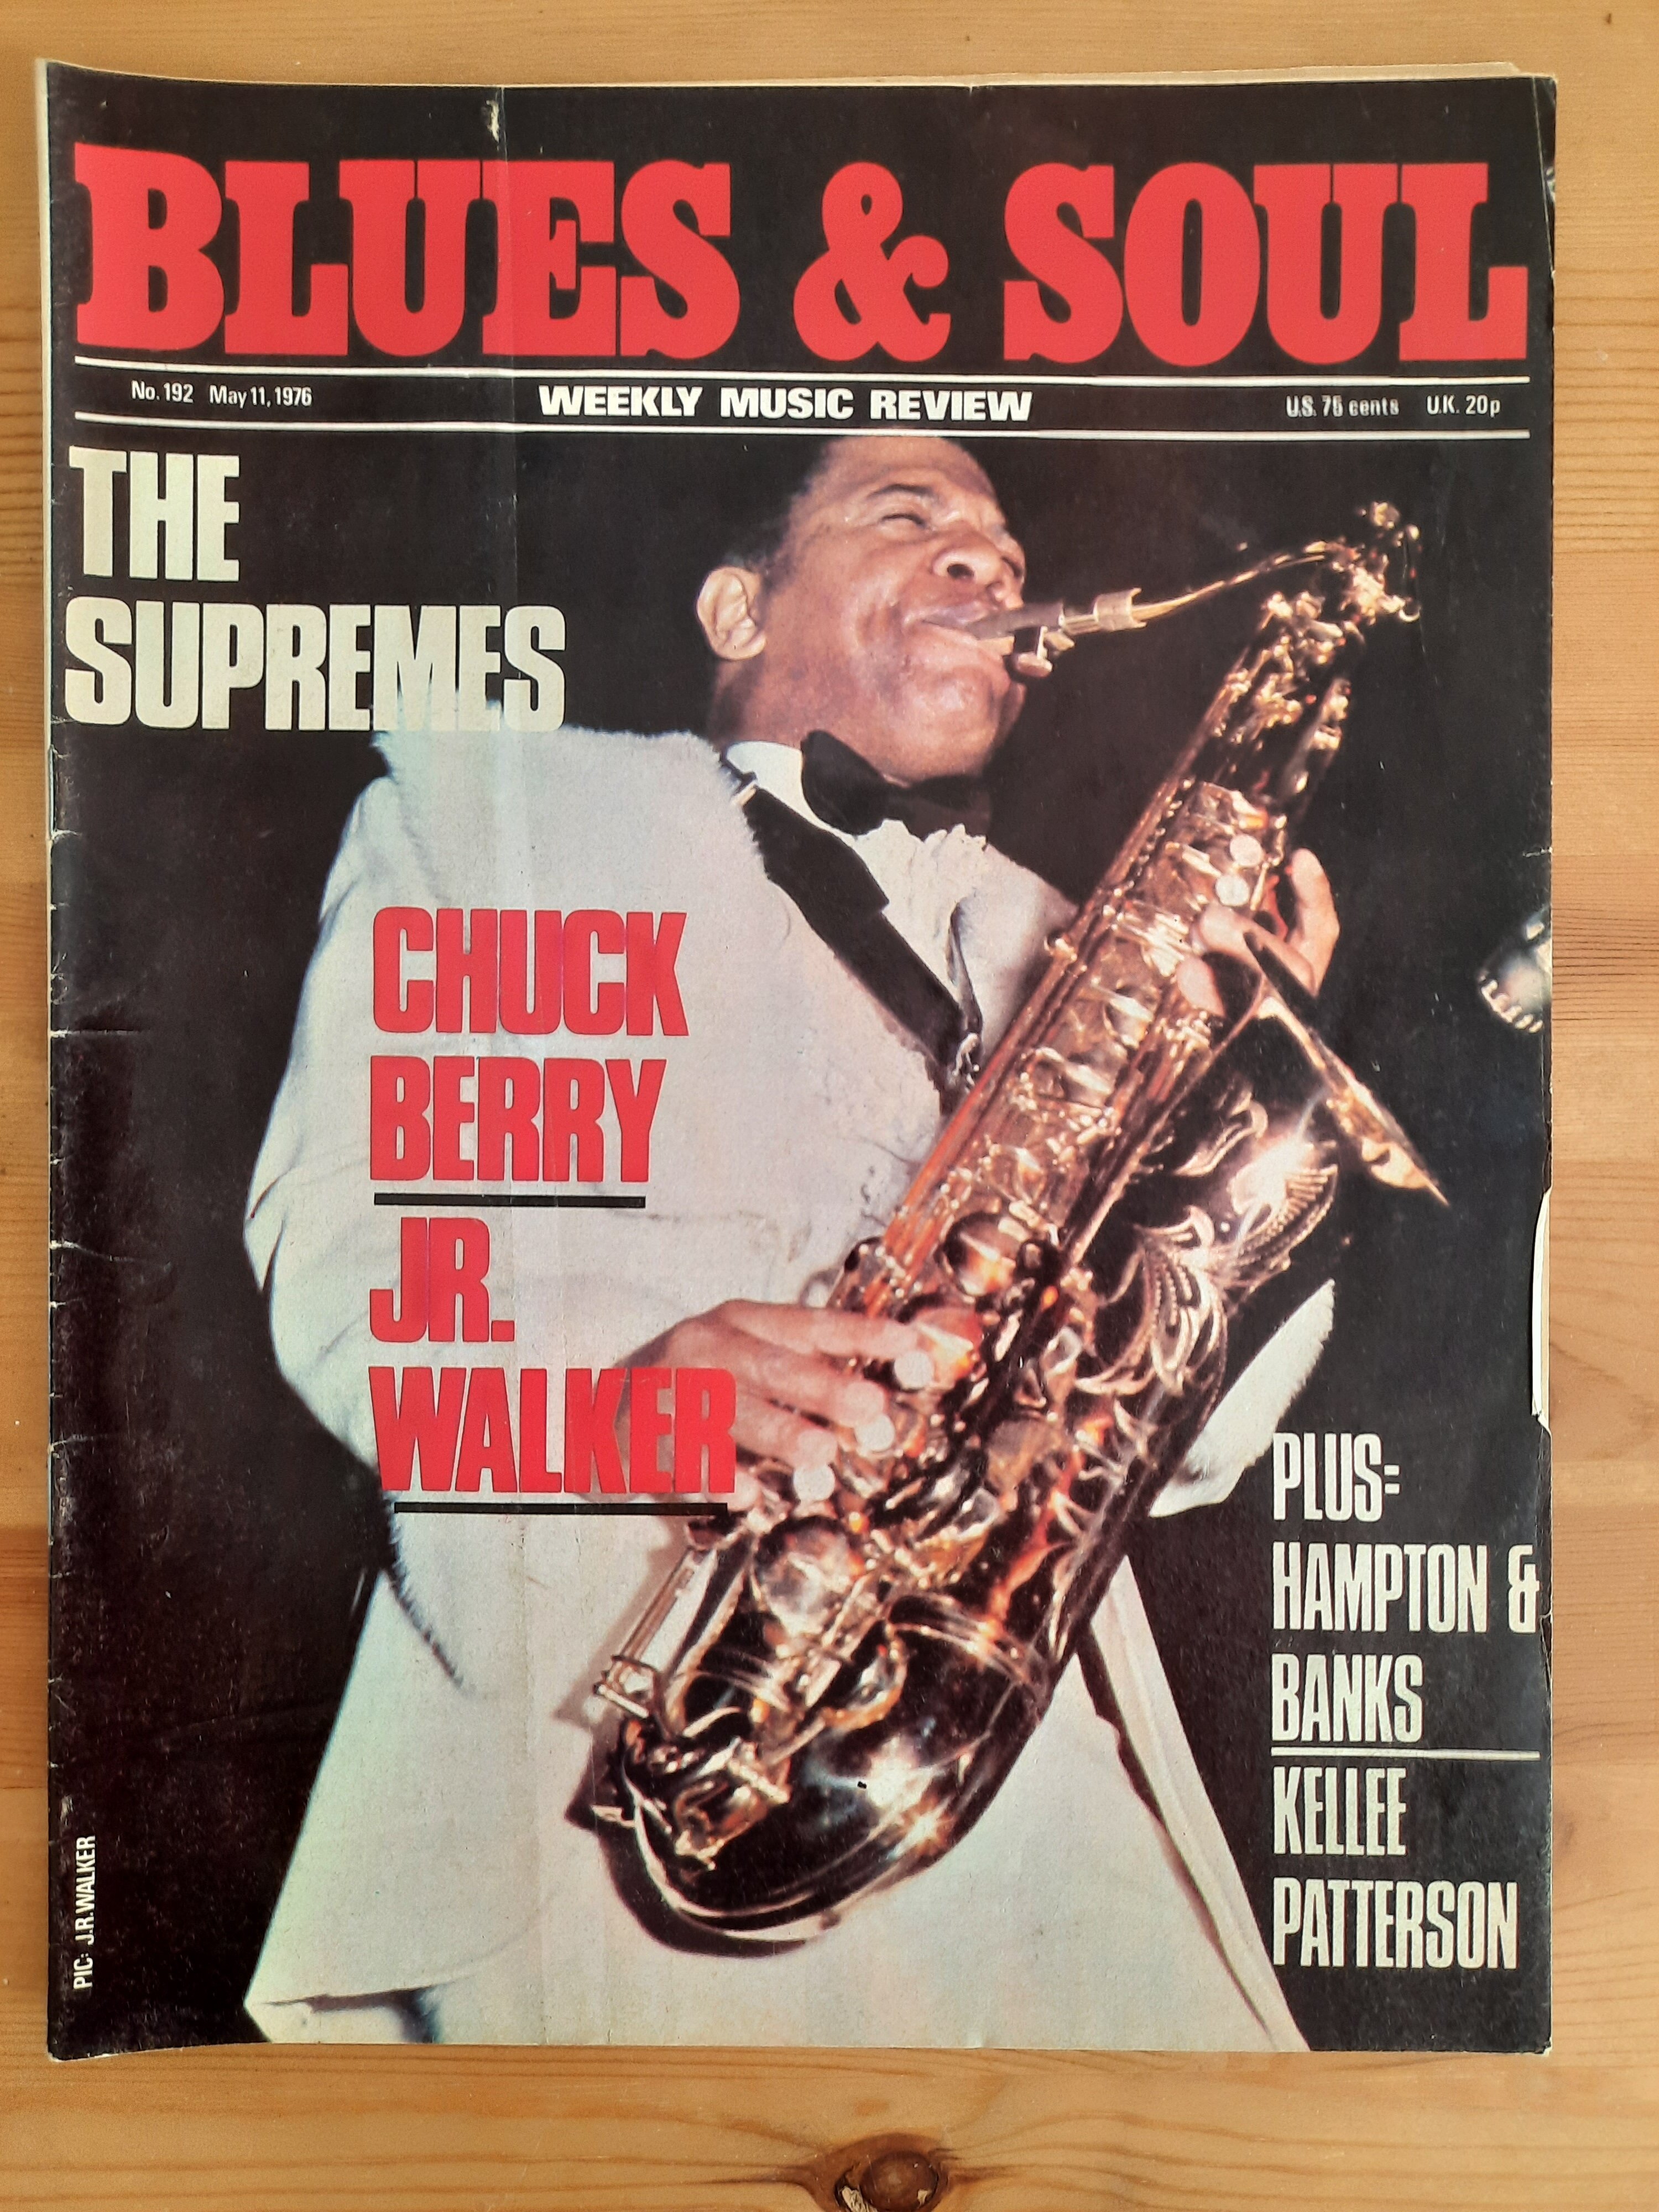 BLUES & SOUL
No. 192 May 11, 1976 WEEKLY MUSIC REVIEW U.S. 75 cents U.K. 20p
THE
SUPREMES
CHUCK
BERRY
JR.
WALKER
PLUS:
HAMPTON &
BANKS
KELLEE
PATTERSON
PIC: J.R.WALKER